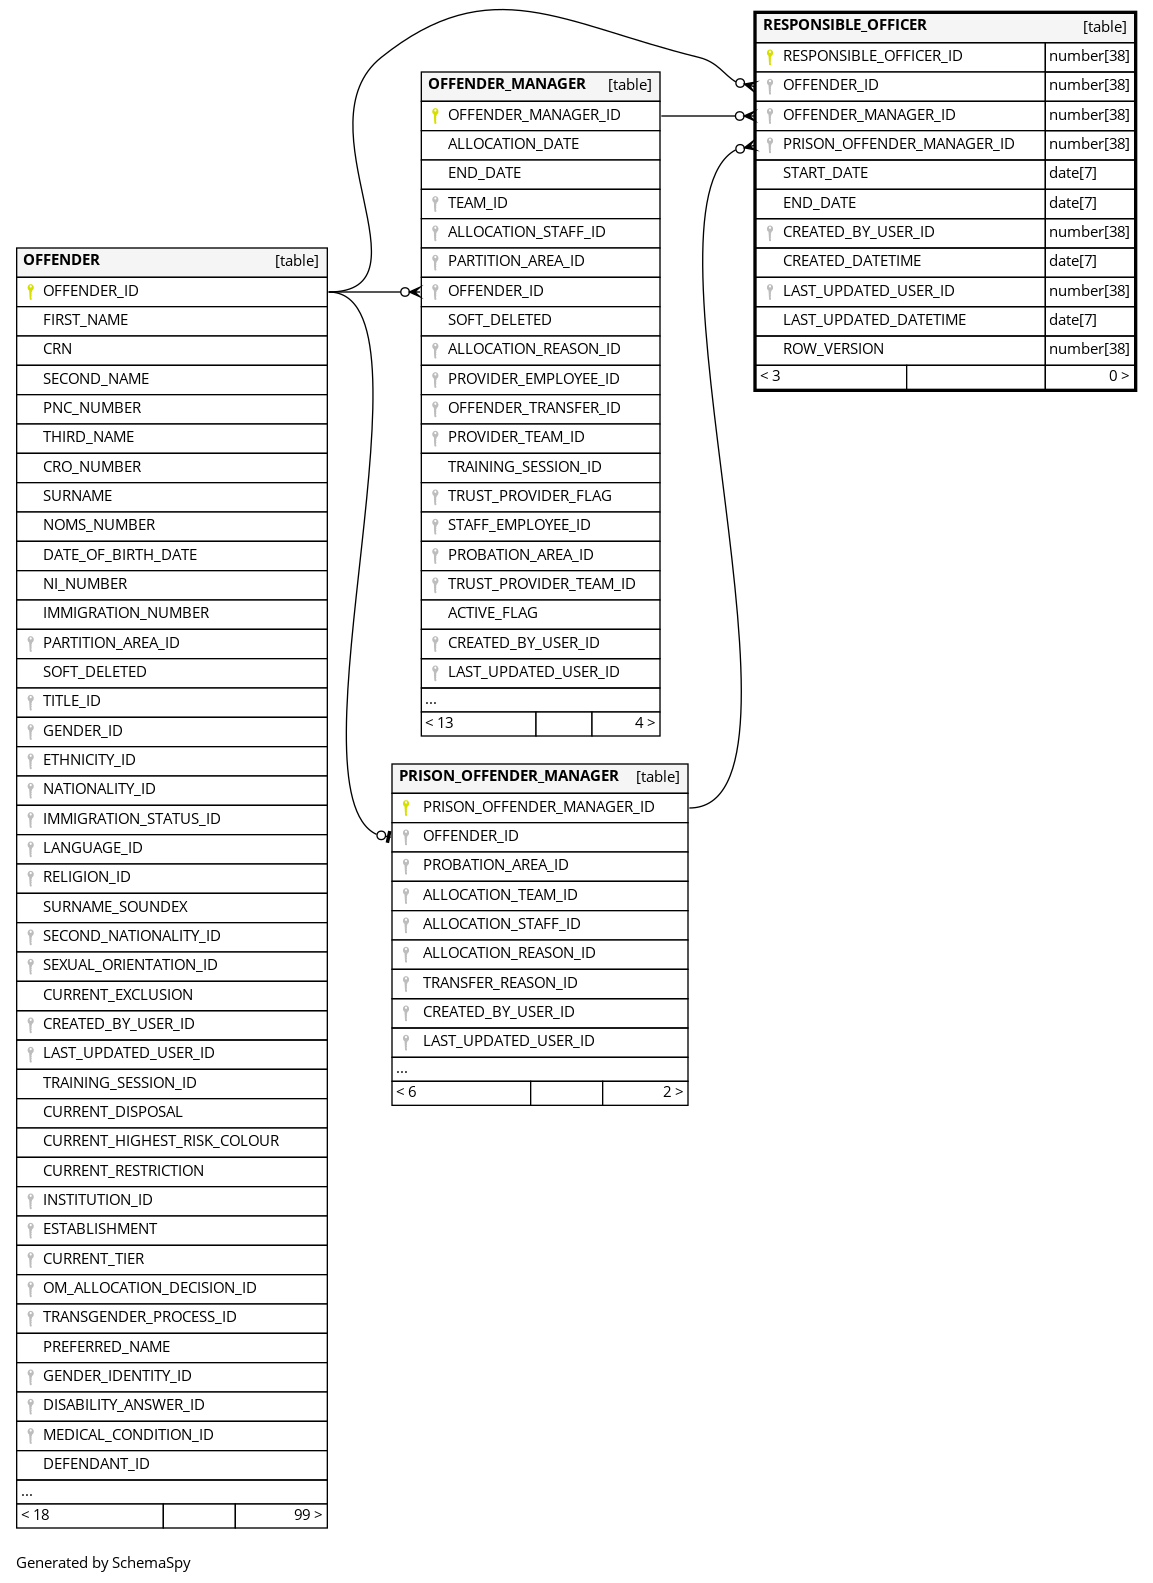 RESPONSIBLE_OFFICER [table]
RESPONSIBLE_OFFICER_ID number[38]
OFFENDER_ID number[38]
OFFENDER_MANAGER_ID number[38]
PRISON_OFFENDER_MANAGER_ID number[38]
START_DATE date[7]
END_DATE date[7]
CREATED_BY_USER_ID number[38]
CREATED_DATETIME date[7]
LAST_UPDATED_USER_ID number[38]
LAST_UPDATED_DATETIME date[7]
ROW_VERSION number[38]
< 3 0 >
OFFENDER_MANAGER [table]
OFFENDER_MANAGER_ID
ALLOCATION_DATE
END_DATE
TEAM_ID
ALLOCATION_STAFF_ID
PARTITION_AREA_ID
OFFENDER_ID
SOFT_DELETED
ALLOCATION_REASON_ID
PROVIDER_EMPLOYEE_ID
OFFENDER_TRANSFER_ID
PROVIDER_TEAM_ID
TRAINING_SESSION_ID
TRUST_PROVIDER_FLAG
STAFF_EMPLOYEE_ID
PROBATION_AREA_ID
TRUST_PROVIDER_TEAM_ID
ACTIVE_FLAG
CREATED_BY_USER_ID
LAST_UPDATED_USER_ID
...
< 13 4 >
OFFENDER [table]
OFFENDER_ID
FIRST_NAME
CRN
SECOND_NAME
PNC_NUMBER
THIRD_NAME
CRO_NUMBER
SURNAME
NOMS_NUMBER
DATE_OF_BIRTH_DATE
NI_NUMBER
IMMIGRATION_NUMBER
PARTITION_AREA_ID
SOFT_DELETED
TITLE_ID
GENDER_ID
ETHNICITY_ID
NATIONALITY_ID
IMMIGRATION_STATUS_ID
LANGUAGE_ID
RELIGION_ID
SURNAME_SOUNDEX
SECOND_NATIONALITY_ID
SEXUAL_ORIENTATION_ID
CURRENT_EXCLUSION
CREATED_BY_USER_ID
LAST_UPDATED_USER_ID
TRAINING_SESSION_ID
CURRENT_DISPOSAL
CURRENT_HIGHEST_RISK_COLOUR
CURRENT_RESTRICTION
INSTITUTION_ID
ESTABLISHMENT
CURRENT_TIER
OM_ALLOCATION_DECISION_ID
TRANSGENDER_PROCESS_ID
PREFERRED_NAME
GENDER_IDENTITY_ID
DISABILITY_ANSWER_ID
MEDICAL_CONDITION_ID
DEFENDANT_ID
...
< 18 99 >
PRISON_OFFENDER_MANAGER [table]
PRISON_OFFENDER_MANAGER_ID
OFFENDER_ID
PROBATION_AREA_ID
ALLOCATION_TEAM_ID
ALLOCATION_STAFF_ID
ALLOCATION_REASON_ID
TRANSFER_REASON_ID
CREATED_BY_USER_ID
LAST_UPDATED_USER_ID
...
< 6 2 >
Generated by SchemaSpy